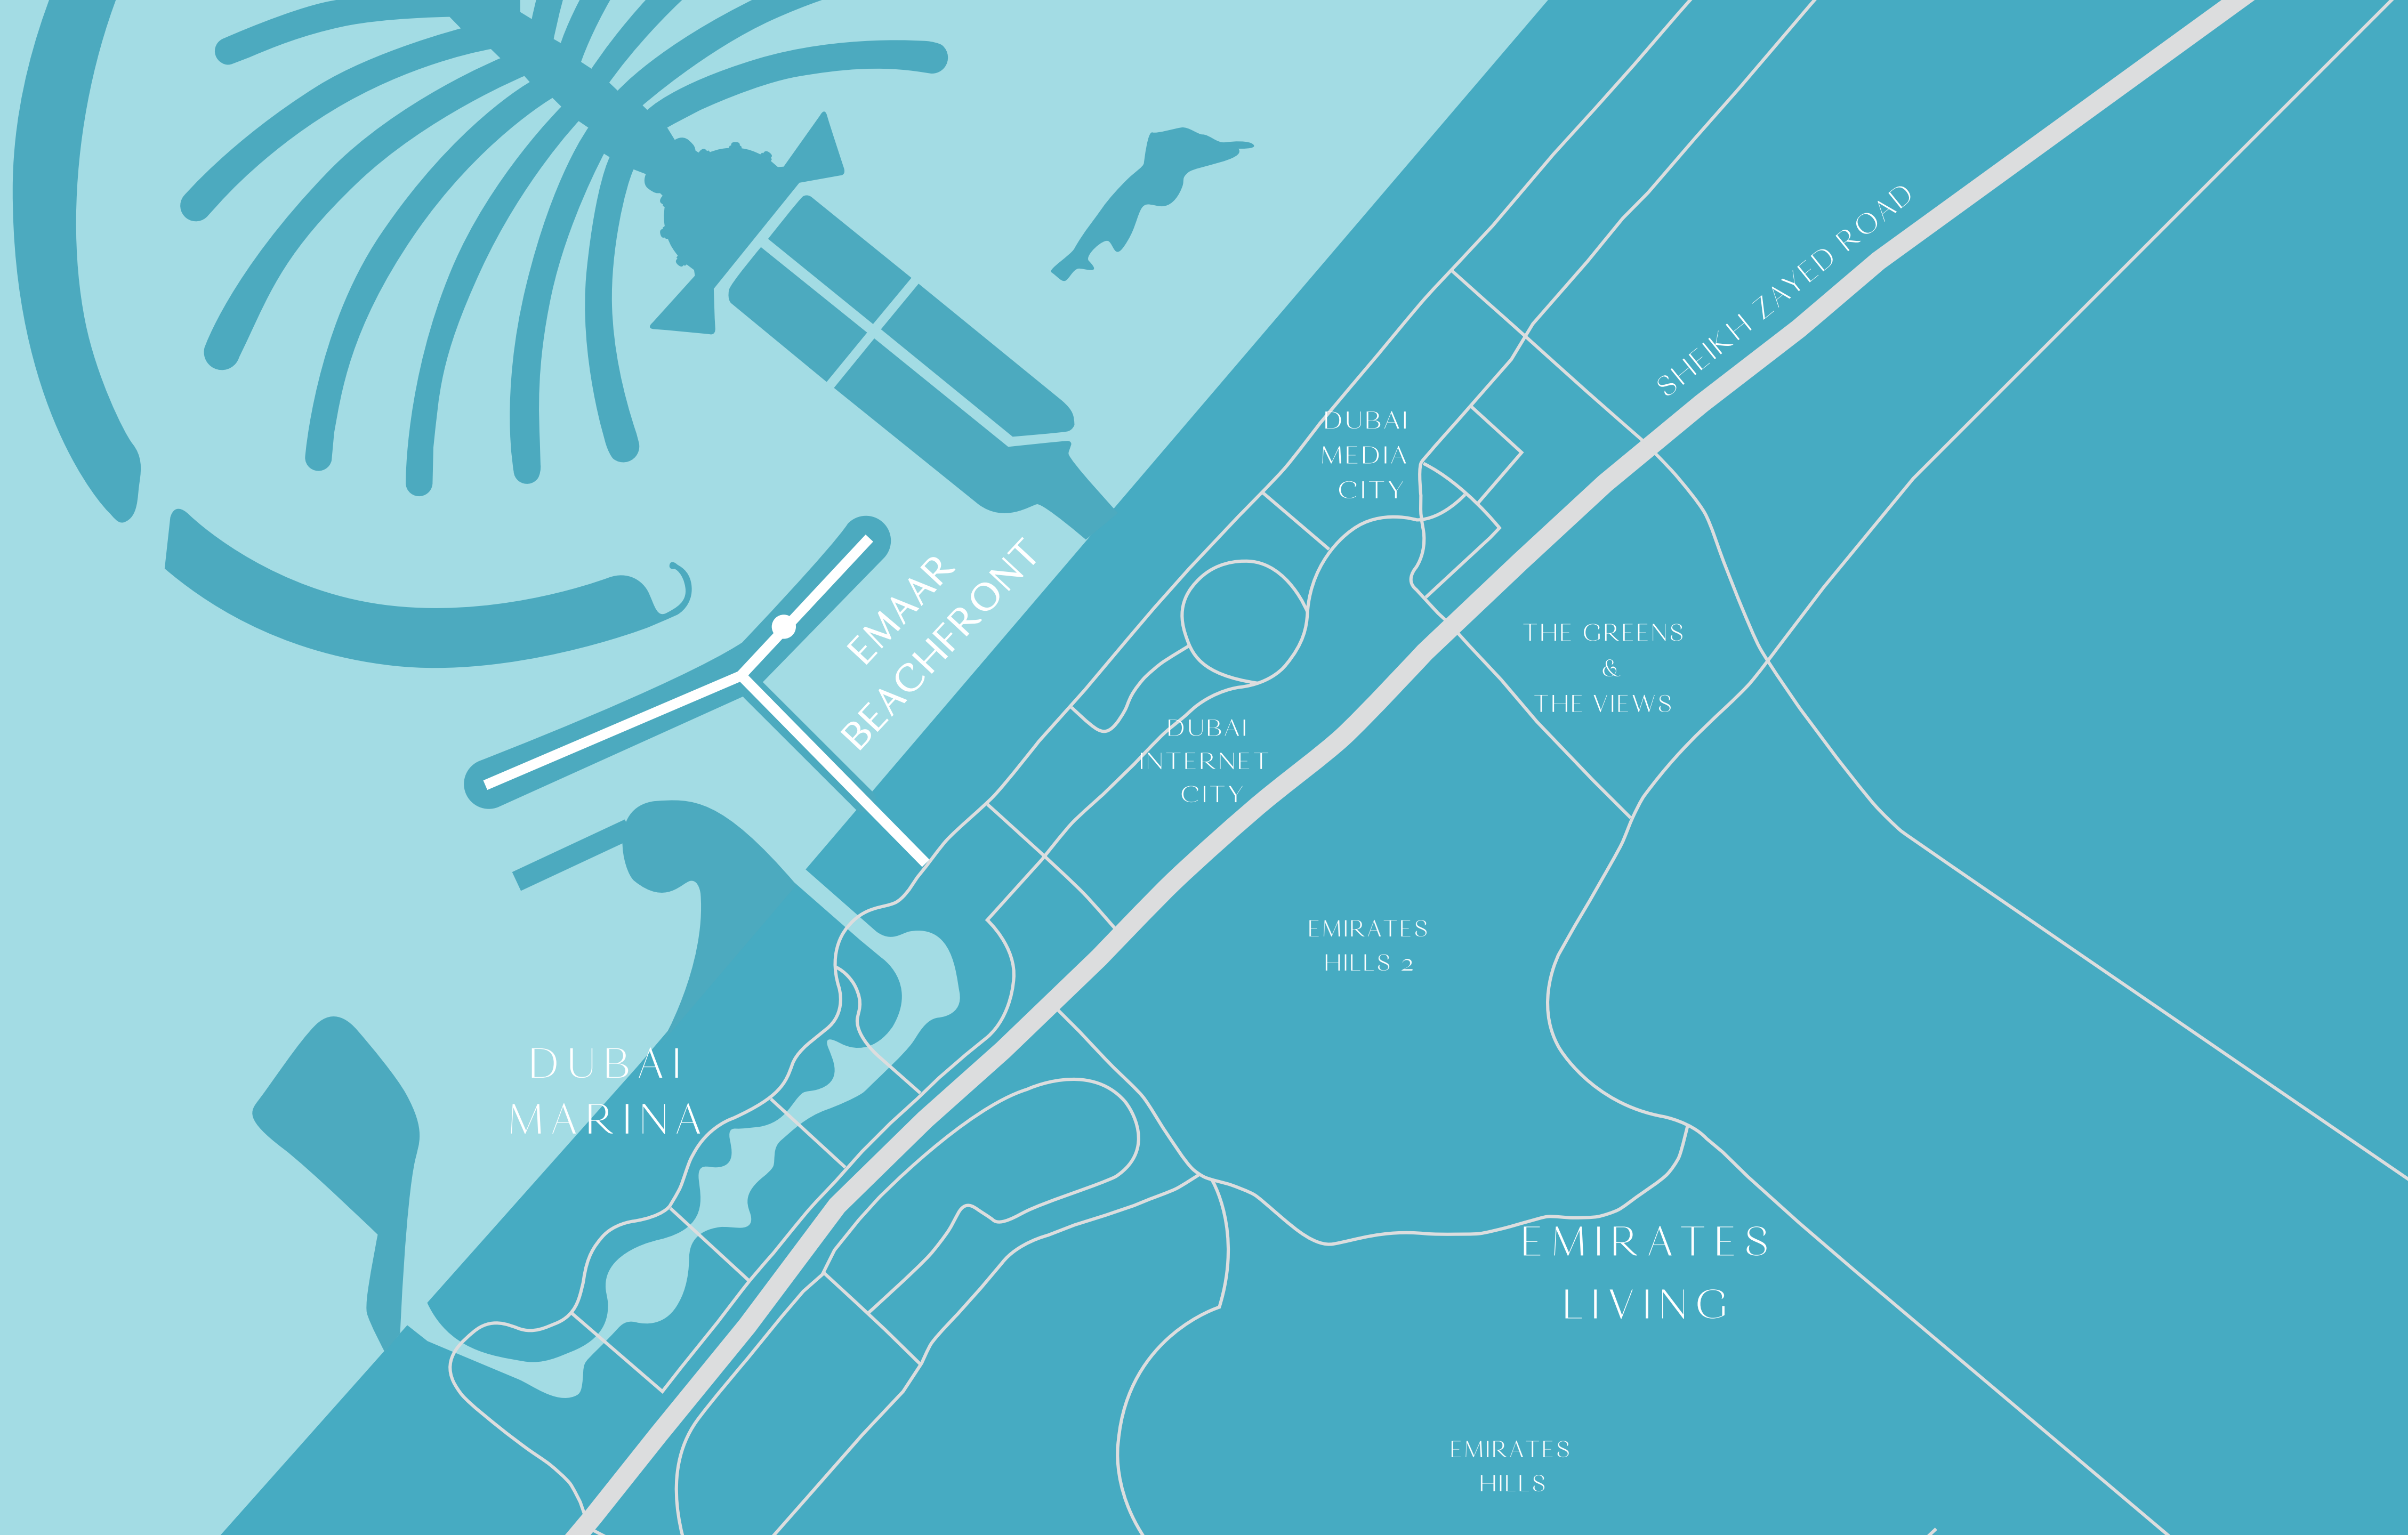 SHEIKH ZAYED ROAD
DUBAI
MEDIA
CITY
EMAAR
BEACHFRONT
THE GREENS
&
THE VIEWS
DUBAI
INTERNET
CITY
EMIRATES
HILLS 2
DUBAI
MARINA
EMIRATES
LIVING
EMIRATES
HILLS